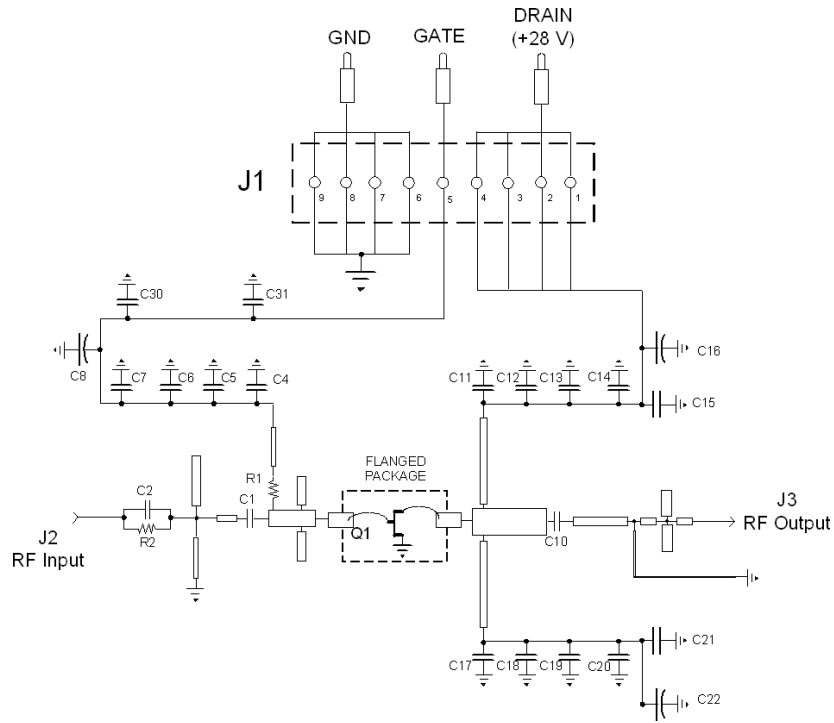 DRAIN
(+28 V)
GND
GATE
J1
9
8
7
6
5
4
3
2
1
C30
C31
C8
C7
C6
C5
C4
C11
C12
C13
C14
C16
C15
R1
FLANGED
PACKAGE
C2
R2
C1
Q1
C10
J2
RF Input
J3
RF Output
C17
C18
C19
C20
C21
C22